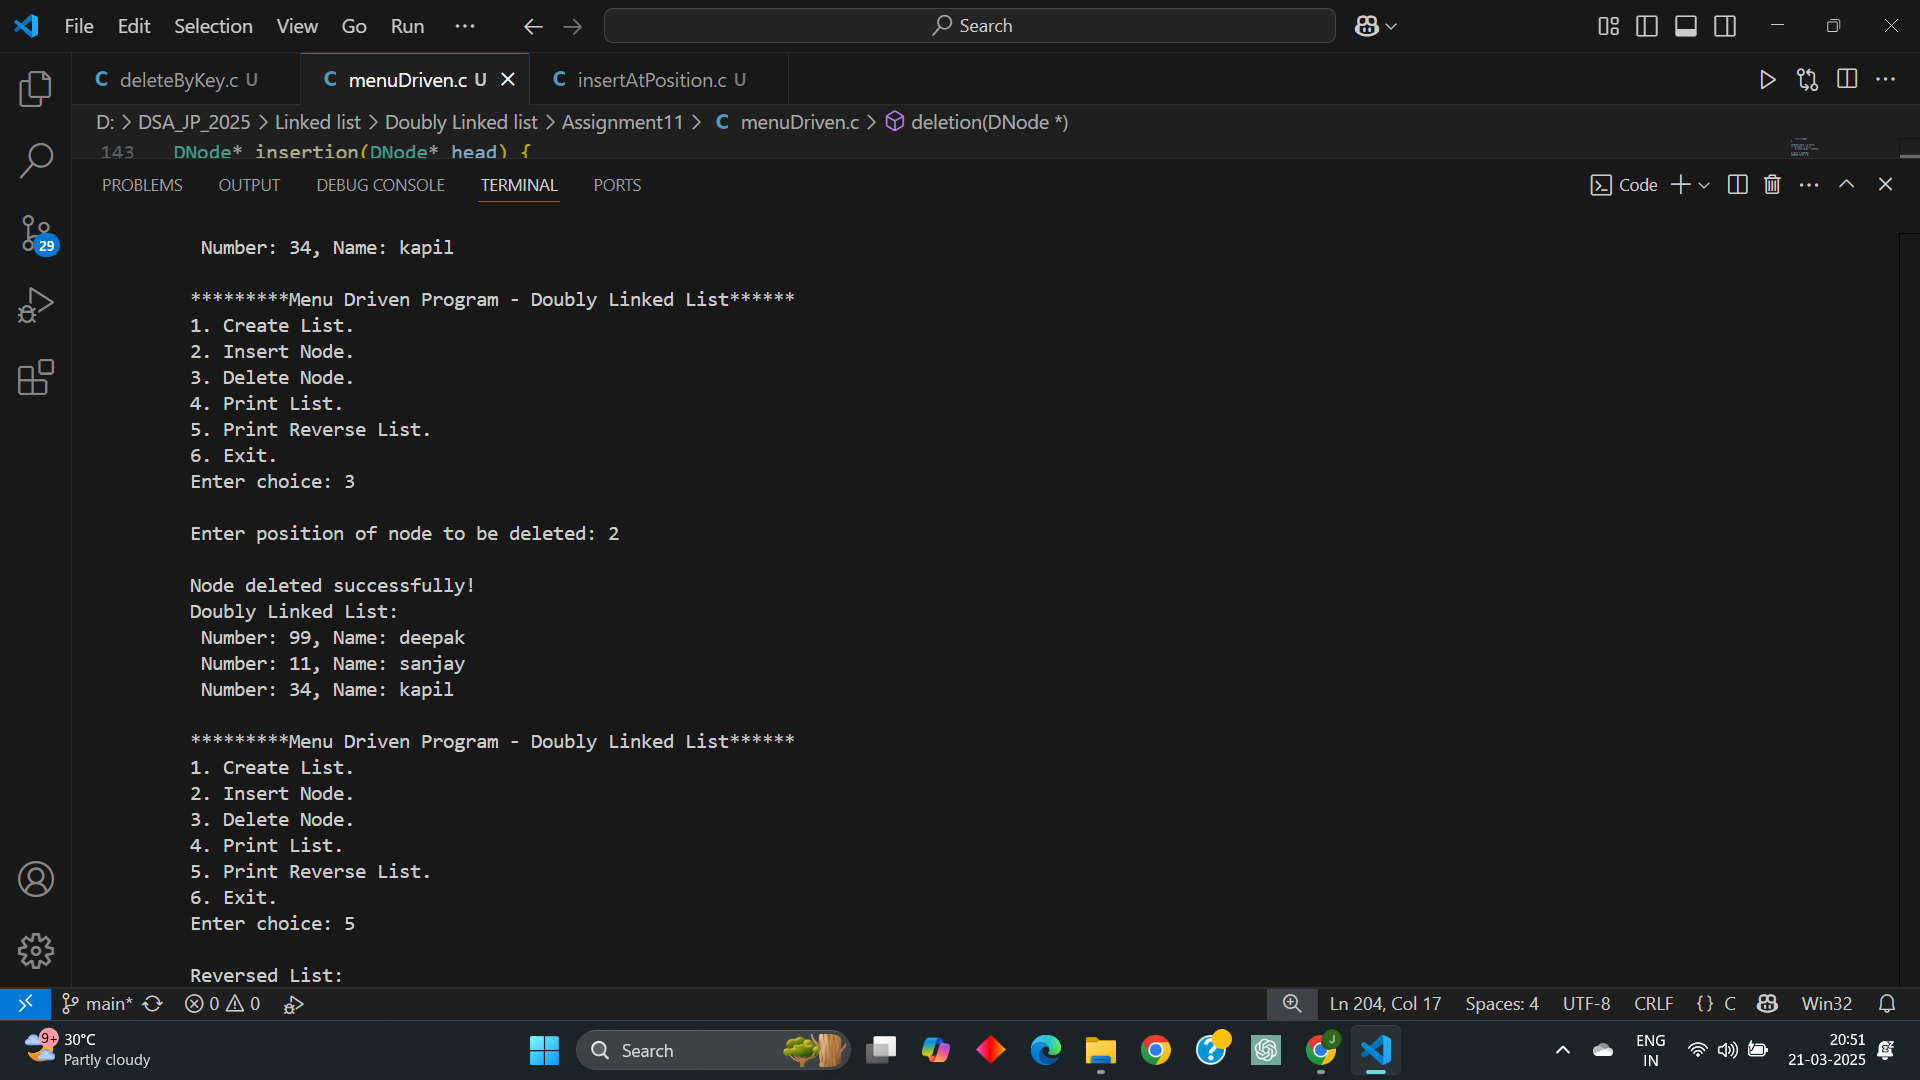 File Edit Selection View Go Run ··· Search
deleteByKey.c U menuDriven.c U insertAtPosition.c U
D: > DSA_JP_2025 > Linked list > Doubly Linked list > Assignment11 > C menuDriven.c > deletion(DNode *)
143 DNode* insertion(DNode* head) {
PROBLEMS OUTPUT DEBUG CONSOLE TERMINAL PORTS Code
29
Number: 34, Name: kapil
*********Menu Driven Program - Doubly Linked List******
1. Create List.
2. Insert Node.
3. Delete Node.
4. Print List.
5. Print Reverse List.
6. Exit.
Enter choice: 3
Enter position of node to be deleted: 2
Node deleted successfully!
Doubly Linked List:
Number: 99, Name: deepak
Number: 11, Name: sanjay
Number: 34, Name: kapil
*********Menu Driven Program - Doubly Linked List******
1. Create List.
2. Insert Node.
3. Delete Node.
4. Print List.
5. Print Reverse List.
6. Exit.
Enter choice: 5
Reversed List:
main* 0 0 Ln 204, Col 17 Spaces: 4 UTF-8 CRLF {} C Win32
9+ 30°C Search ENG 20:51
Partly cloudy IN 21-03-2025